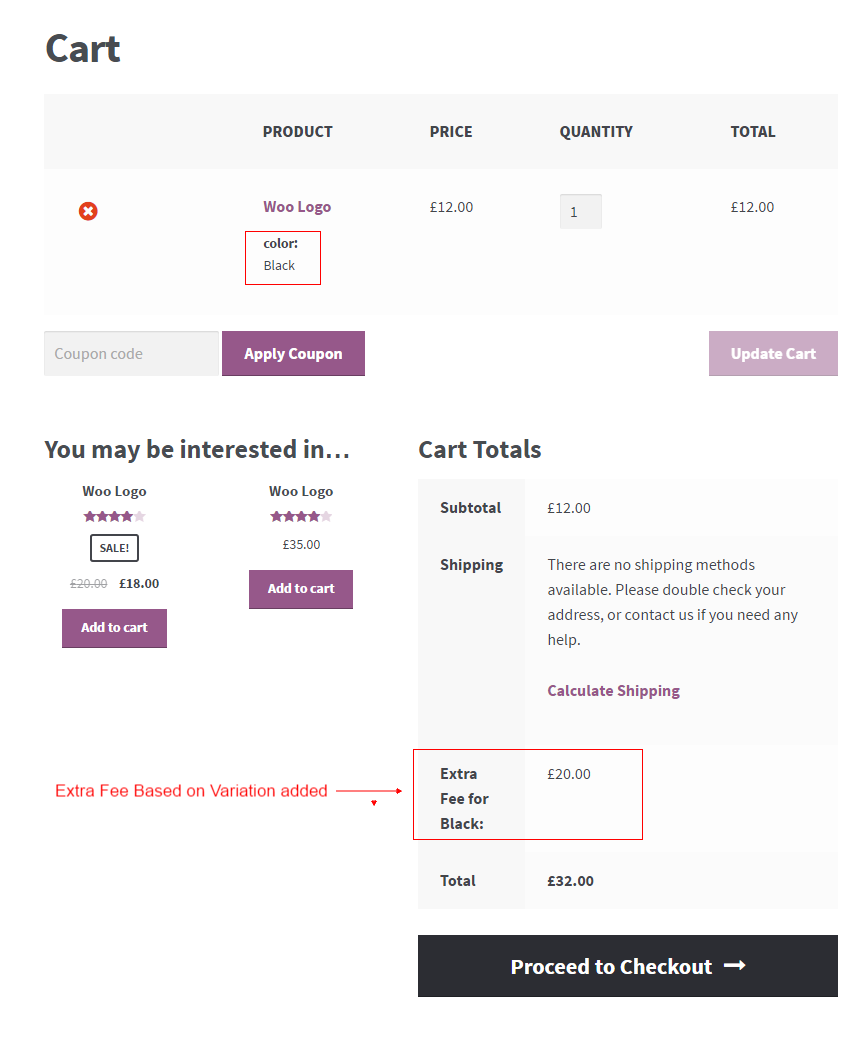 Cart
PRODUCT PRICE QUANTITY TOTAL
Woo Logo £12.00 1 £12.00
color:
Black
Coupon code Apply Coupon Update Cart
You may be interested in…
Woo Logo
SALE!
£20.00 £18.00
Add to cart
Woo Logo
£35.00
Add to cart
Cart Totals
Subtotal £12.00
Shipping There are no shipping methods
available. Please double check your
address, or contact us if you need any
help.
Calculate Shipping
Extra Fee Based on Variation added
Extra £20.00
Fee for
Black:
Total £32.00
Proceed to Checkout